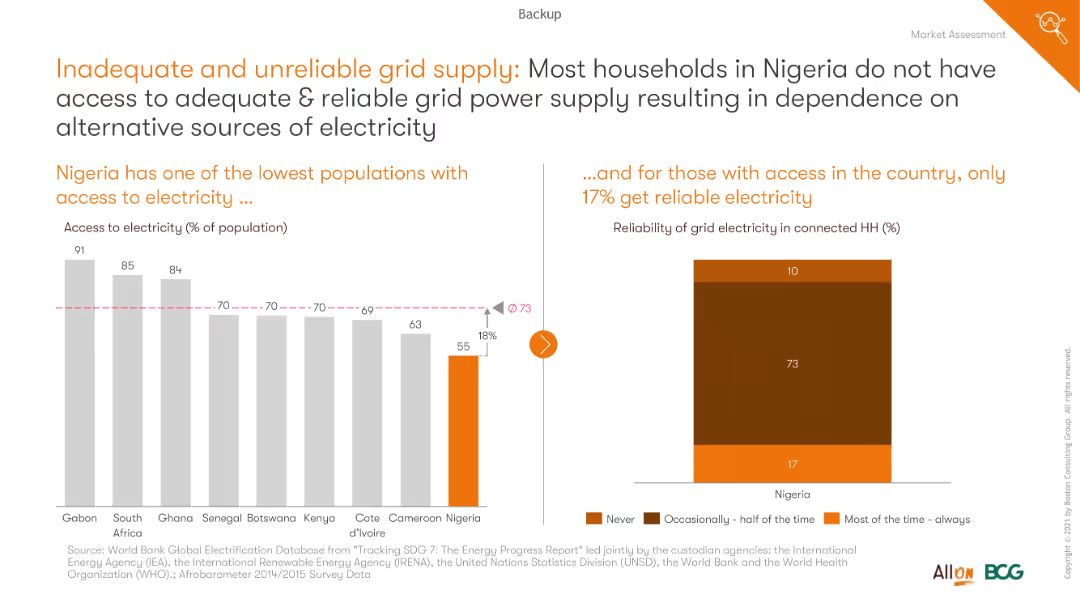 Backup
Market Assessment
Inadequate and unreliable grid supply: Most households in Nigeria do not have
access to adequate & reliable grid power supply resulting in dependence on
alternative sources of electricity
Nigeria has one of the lowest populations with
access to electricity ...
Access to electricity (% of population)
91
85
84
70
70
70
69
63
55
Ø 73
18%
Gabon
South
Africa
Ghana
Senegal
Botswana
Kenya
Cote
d'Ivoire
Cameroon
Nigeria
...and for those with access in the country, only
17% get reliable electricity
Reliability of grid electricity in connected HH (%)
10
73
17
Nigeria
Never
Occasionally - half of the time
Most of the time - always
Source: World Bank Global Electrification Database from "Tracking SDG 7: The Energy Progress Report" led jointly by the custodian agencies: the International
Energy Agency (IEA), the International Renewable Energy Agency (IRENA), the United Nations Statistics Division (UNSD), the World Bank and the World Health
Organization (WHO).; Afrobarometer 2014/2015 Survey Data
All on
BCG
Copyright © 2021 by Boston Consulting Group. All rights reserved.